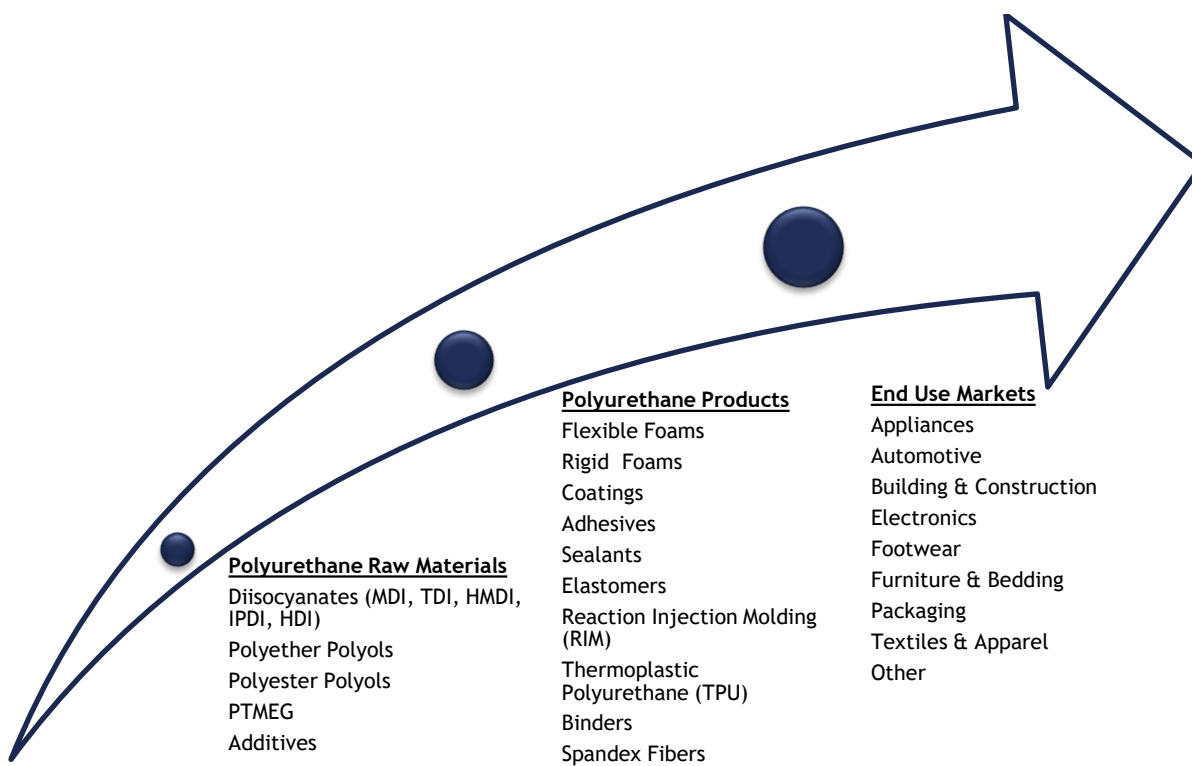 Polyurethane Raw Materials
Diisocyanates (MDI, TDI, HMDI,
IPDI, HDI)
Polyether Polyols
Polyester Polyols
PTMEG
Additives
Polyurethane Products
Flexible Foams
Rigid  Foams
Coatings
Adhesives
Sealants
Elastomers
Reaction Injection Molding
(RIM)
Thermoplastic
Polyurethane (TPU)
Binders
Spandex Fibers
End Use Markets
Appliances
Automotive
Building & Construction
Electronics
Footwear
Furniture & Bedding
Packaging
Textiles & Apparel
Other